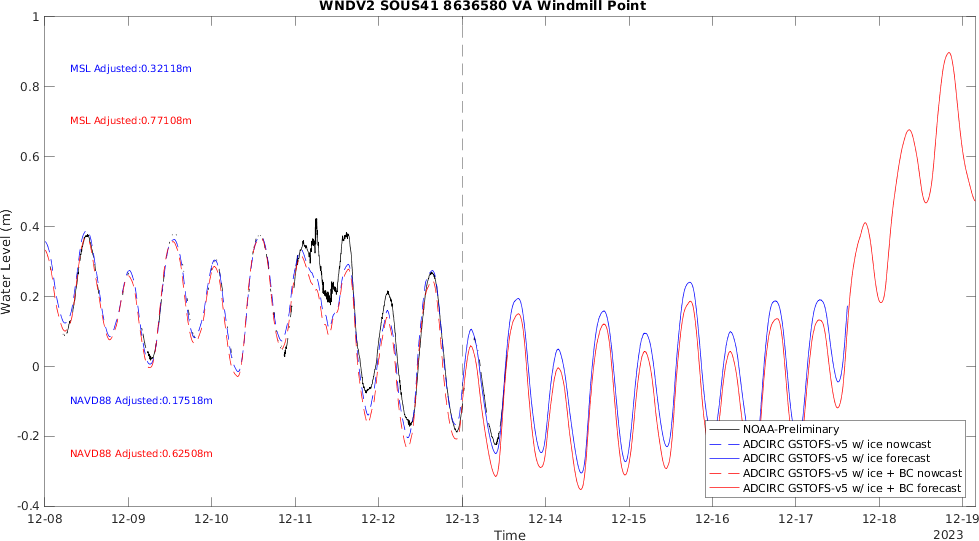 WNDV2 SOUS41 8636580 VA Windmill Point
1
0.8
0.6
0.4
0.2
0
-0.2
-0.4
Water Level (m)
MSL Adjusted:0.32118m
MSL Adjusted:0.77108m
NAVD88 Adjusted:0.17518m
NAVD88 Adjusted:0.62508m
NOAA-Preliminary
ADCIRC GSTOFS-v5 w/ ice nowcast
ADCIRC GSTOFS-v5 w/ ice forecast
ADCIRC GSTOFS-v5 w/ ice + BC nowcast
ADCIRC GSTOFS-v5 w/ ice + BC forecast
12-08 12-09 12-10 12-11 12-12 12-13 12-14 12-15 12-16 12-17 12-18 12-19
Time
2023